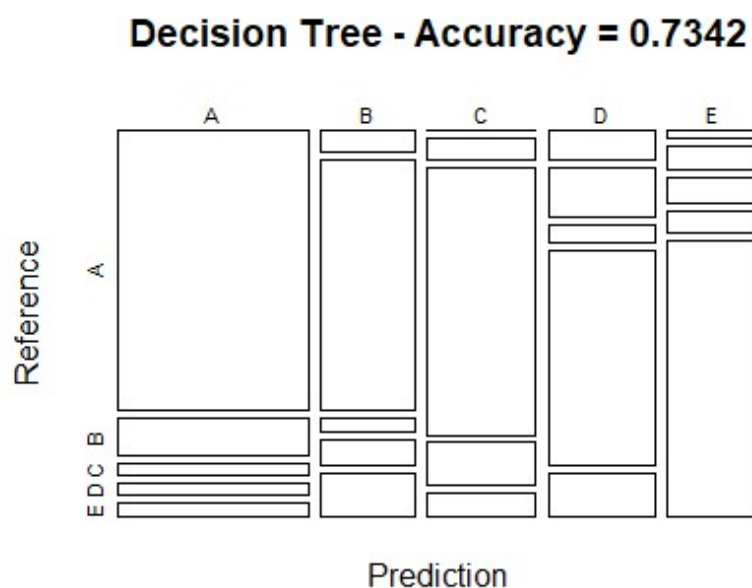 Decision Tree - Accuracy = 0.7342
A B C D E
Reference
A
B
C
D
E
Prediction